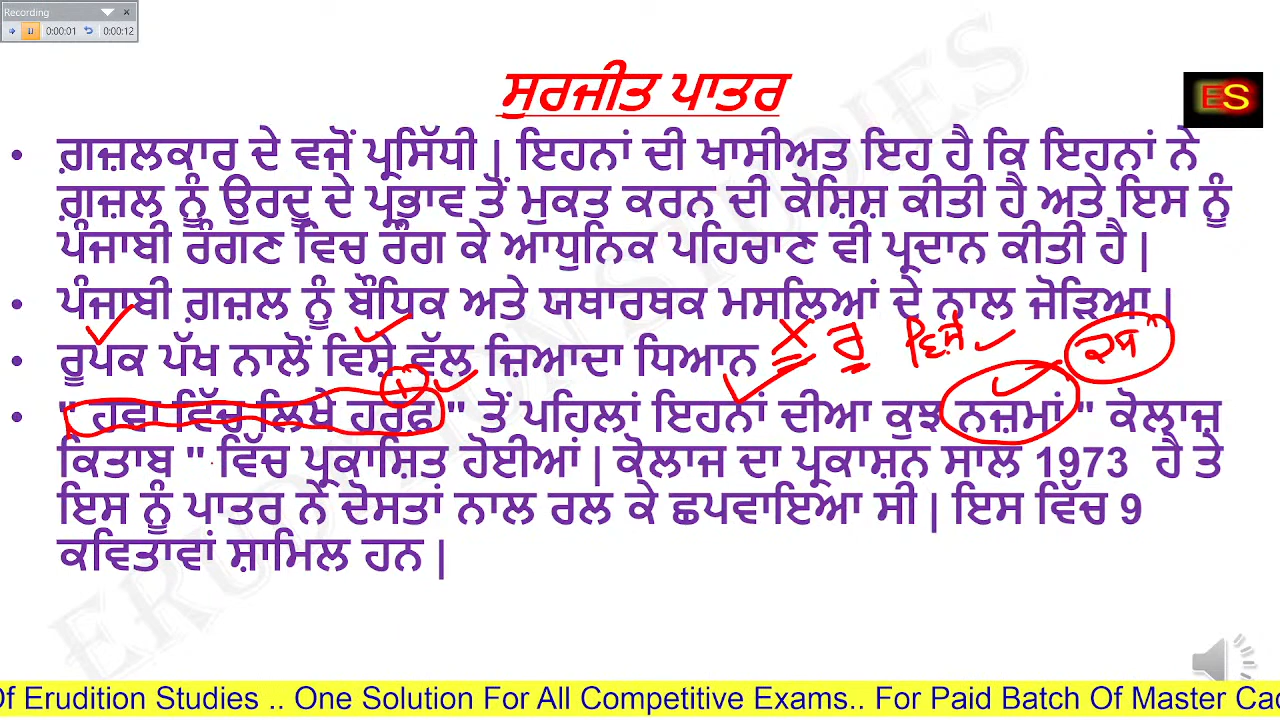 Recording
0:00:01 0:00:12
ਸੁਰਜੀਤ ਪਾਤਰ
ES
• ਗ਼ਜ਼ਲਕਾਰ ਦੇ ਵਜੋਂ ਪ੍ਰਸਿੱਧੀ | ਇਹਨਾਂ ਦੀ ਖਾਸੀਅਤ ਇਹ ਹੈ ਕਿ ਇਹਨਾਂ ਨੇ
ਗ਼ਜ਼ਲ ਨੂੰ ਉਰਦੂ ਦੇ ਪ੍ਰਭਾਵ ਤੋਂ ਮੁਕਤ ਕਰਨ ਦੀ ਕੋਸ਼ਿਸ਼ ਕੀਤੀ ਹੈ ਅਤੇ ਇਸ ਨੂੰ
ਪੰਜਾਬੀ ਰੰਗਣ ਵਿਚ ਰੰਗ ਕੇ ਆਧੁਨਿਕ ਪਹਿਚਾਣ ਵੀ ਪ੍ਰਦਾਨ ਕੀਤੀ ਹੈ |
• ਪੰਜਾਬੀ ਗ਼ਜ਼ਲ ਨੂੰ ਬੌਧਿਕ ਅਤੇ ਯਥਾਰਥਕ ਮਸਲਿਆਂ ਦੇ ਨਾਲ ਜੋੜਿਆ |
• ਰੂਪਕ ਪੱਖ ਨਾਲੋਂ ਵਿਸ਼ੇ ਵੱਲ ਜ਼ਿਆਦਾ ਧਿਆਨ
• " ਹਵਾ ਵਿੱਚ ਲਿਖੇ ਹਰਫ਼ " ਤੋਂ ਪਹਿਲਾਂ ਇਹਨਾਂ ਦੀਆ ਕੁਝ ਨਜ਼ਮਾਂ " ਕੋਲਾਜ਼
ਕਿਤਾਬ " ਵਿੱਚ ਪ੍ਰਕਾਸ਼ਿਤ ਹੋਈਆਂ | ਕੋਲਾਜ ਦਾ ਪ੍ਰਕਾਸ਼ਨ ਸਾਲ 1973 ਹੈ ਤੇ
ਇਸ ਨੂੰ ਪਾਤਰ ਨੇ ਦੋਸਤਾਂ ਨਾਲ ਰਲ ਕੇ ਛਪਵਾਇਆ ਸੀ | ਇਸ ਵਿੱਚ 9
ਕਵਿਤਾਵਾਂ ਸ਼ਾਮਿਲ ਹਨ |
ERUDITION STUDIES
Of Erudition Studies .. One Solution For All Competitive Exams.. For Paid Batch Of Master Cad